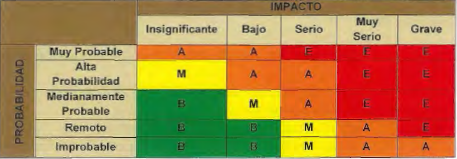 IMPACTO
Insignificante Bajo Serio Muy Serio Grave
PROBABILIDAD
Muy Probable A A E E E
Alta Probabilidad M A A E E
Medianamente Probable B M A E E
Remoto B B M A E
Improbable B B M A A